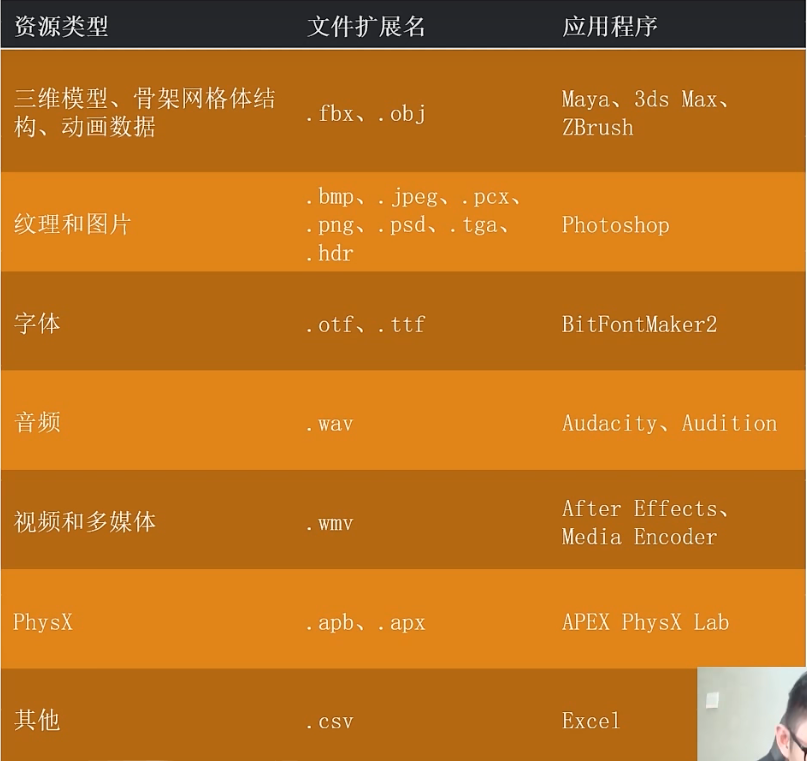 资源类型 文件扩展名 应用程序
三维模型、骨架网格体结
构、动画数据
.fbx、.obj
Maya、3ds Max、
ZBrush
纹理和图片
.bmp、.jpeg、.pcx、
.png、.psd、.tga、
.hdr
Photoshop
字体 .otf、.ttf BitFontMaker2
音频 .wav Audacity、Audition
视频和多媒体 .wmv
After Effects、
Media Encoder
PhysX .apb、.apx APEX PhysX Lab
其他 .csv Excel